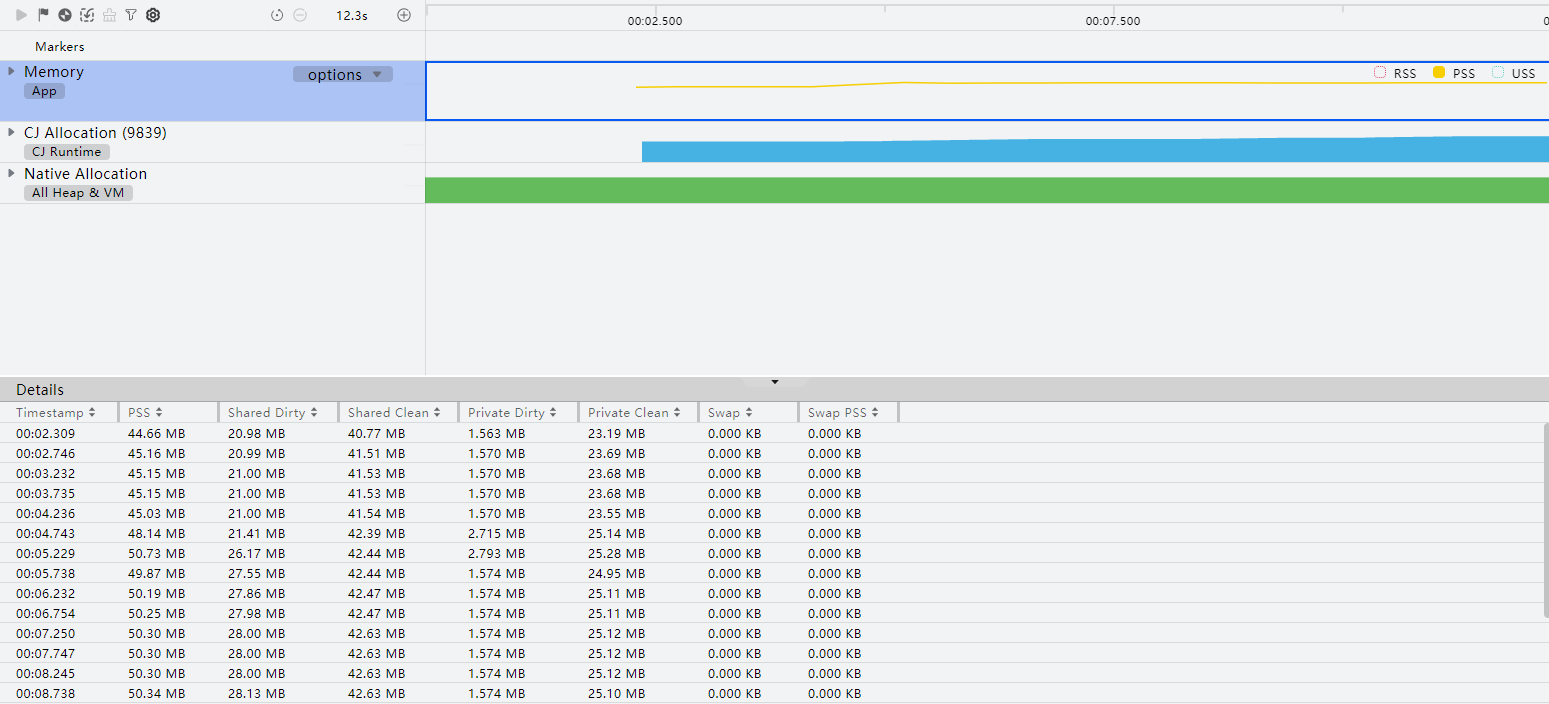 12.3s
00:02.500 00:07.500 0
Markers
Memory options RSS PSS USS
App
CJ Allocation (9839)
CJ Runtime
Native Allocation
All Heap & VM
Details
Timestamp PSS Shared Dirty Shared Clean Private Dirty Private Clean Swap Swap PSS
00:02.309 44.66 MB 20.98 MB 40.77 MB 1.563 MB 23.19 MB 0.000 KB 0.000 KB
00:02.746 45.16 MB 20.99 MB 41.51 MB 1.570 MB 23.69 MB 0.000 KB 0.000 KB
00:03.232 45.15 MB 21.00 MB 41.53 MB 1.570 MB 23.68 MB 0.000 KB 0.000 KB
00:03.735 45.15 MB 21.00 MB 41.53 MB 1.570 MB 23.68 MB 0.000 KB 0.000 KB
00:04.236 45.03 MB 21.00 MB 41.54 MB 1.570 MB 23.55 MB 0.000 KB 0.000 KB
00:04.743 48.14 MB 21.41 MB 42.39 MB 2.715 MB 25.14 MB 0.000 KB 0.000 KB
00:05.229 50.73 MB 26.17 MB 42.44 MB 2.793 MB 25.28 MB 0.000 KB 0.000 KB
00:05.738 49.87 MB 27.55 MB 42.44 MB 1.574 MB 24.95 MB 0.000 KB 0.000 KB
00:06.232 50.19 MB 27.86 MB 42.47 MB 1.574 MB 25.11 MB 0.000 KB 0.000 KB
00:06.754 50.25 MB 27.98 MB 42.47 MB 1.574 MB 25.11 MB 0.000 KB 0.000 KB
00:07.250 50.30 MB 28.00 MB 42.63 MB 1.574 MB 25.12 MB 0.000 KB 0.000 KB
00:07.747 50.30 MB 28.00 MB 42.63 MB 1.574 MB 25.12 MB 0.000 KB 0.000 KB
00:08.245 50.30 MB 28.00 MB 42.63 MB 1.574 MB 25.12 MB 0.000 KB 0.000 KB
00:08.738 50.34 MB 28.13 MB 42.63 MB 1.574 MB 25.10 MB 0.000 KB 0.000 KB